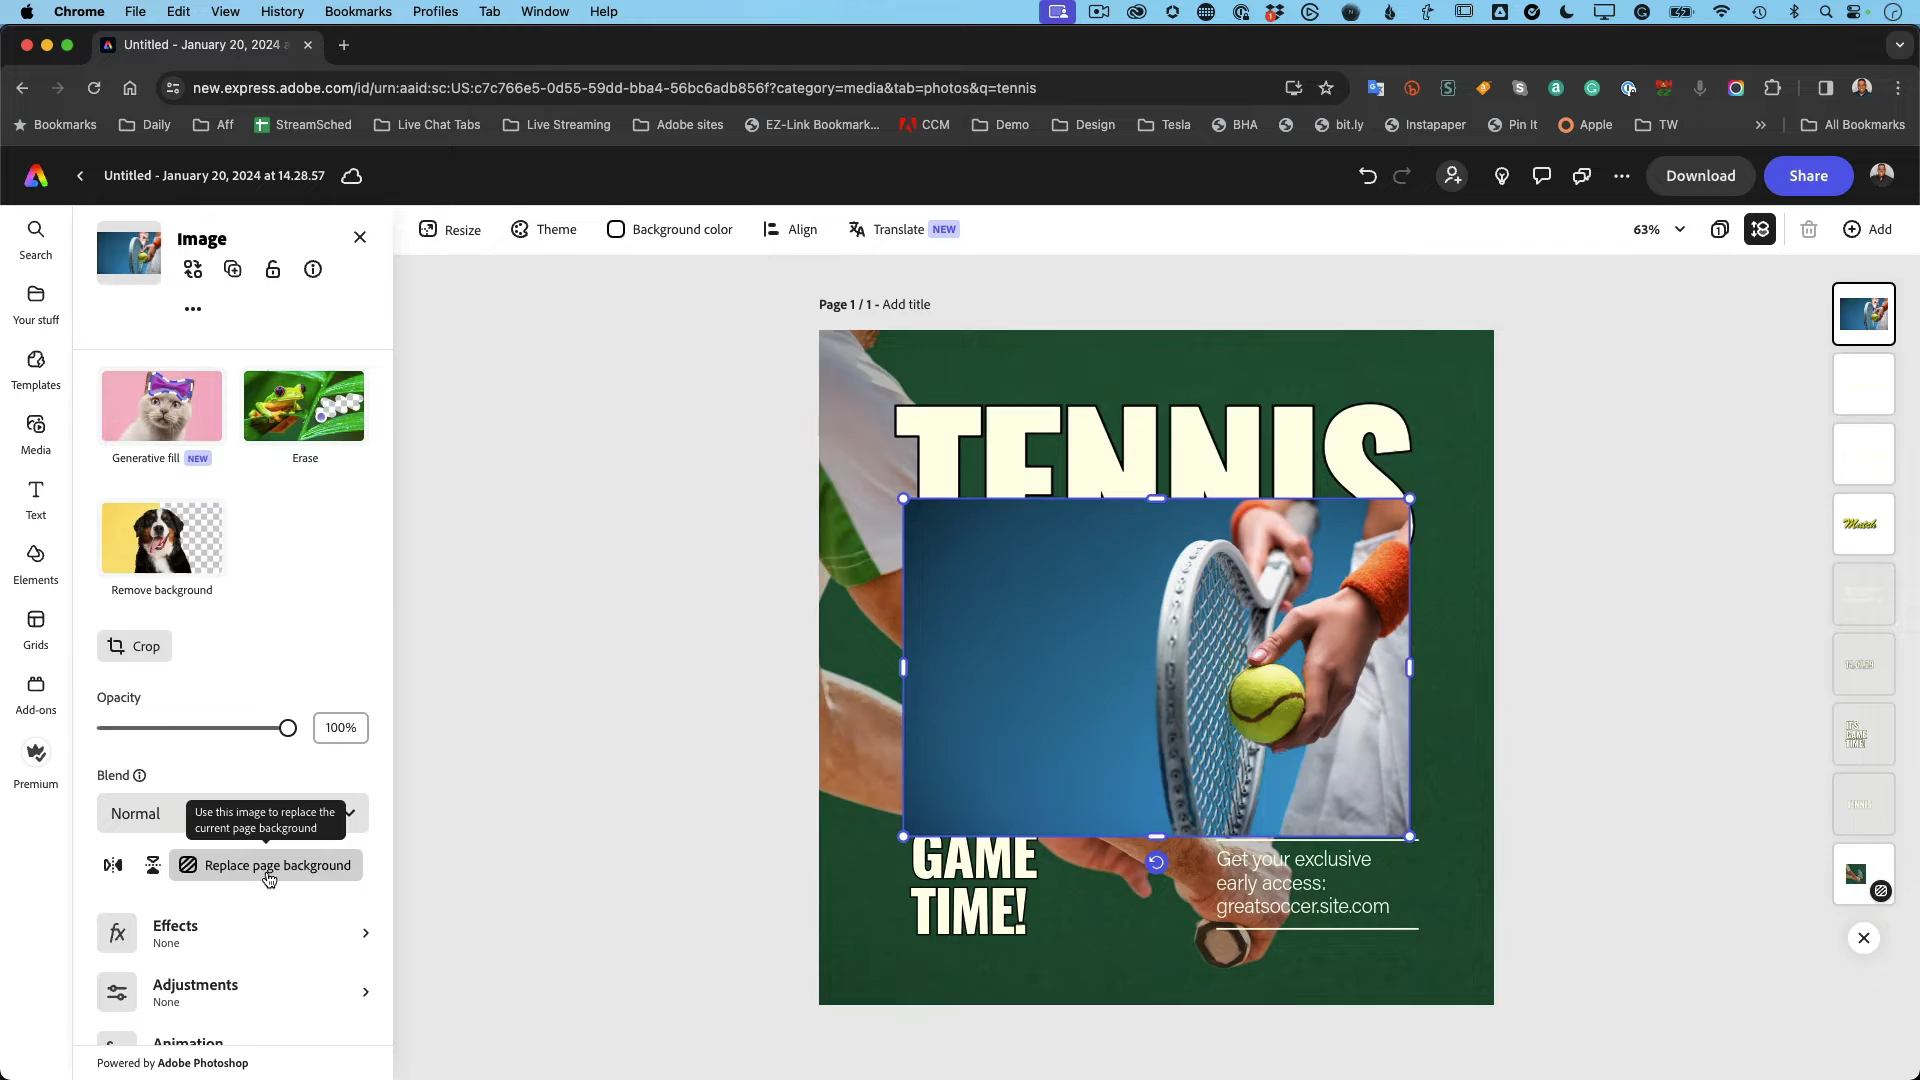 Chrome File Edit View History Bookmarks Profiles Tab Window Help
Untitled - January 20, 2024 a
new.express.adobe.com/id/urn:aaid:sc:US:c7c766e5-0d55-59dd-bba4-56bc6adb856f?category=media&tab=photos&q=tennis
Bookmarks Daily Aff StreamSched Live Chat Tabs Live Streaming Adobe sites EZ-Link Bookmark... CCM Demo Design Tesla BHA bit.ly Instapaper Pin It Apple TW » All Bookmarks
Untitled - January 20, 2024 at 14.28.57
Download Share
Search
Your stuff
Templates
Media
Text
Elements
Grids
Add-ons
Premium
Image
Generative fill NEW
Erase
Remove background
Crop
Opacity
100%
Blend
Normal
Use this image to replace the
current page background
Replace page background
Effects
None
Adjustments
None
Animation
Powered by Adobe Photoshop
Resize Theme Background color Align Translate NEW
63% Add
Page 1 / 1 - Add title
TENNIS
GAME
TIME!
Get your exclusive
early access:
greatsoccer.site.com
Match
IT'S
GAME
TIME!
TENNIS